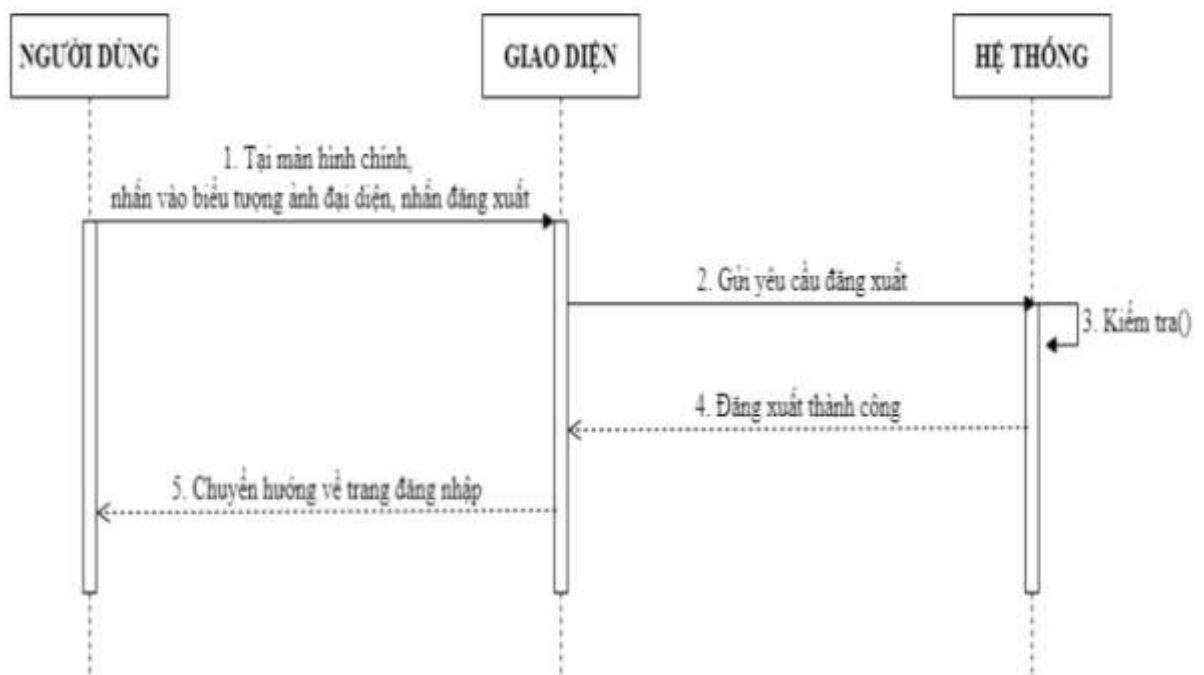 NGƯỜI DÙNG
GIAO DIỆN
HỆ THỐNG
1. Tại màn hình chính,
nhấn vào biểu tượng ảnh đại diện, nhấn đăng xuất
2. Gửi yêu cầu đăng xuất
3. Kiểm tra()
4. Đăng xuất thành công
5. Chuyển hướng về trang đăng nhập